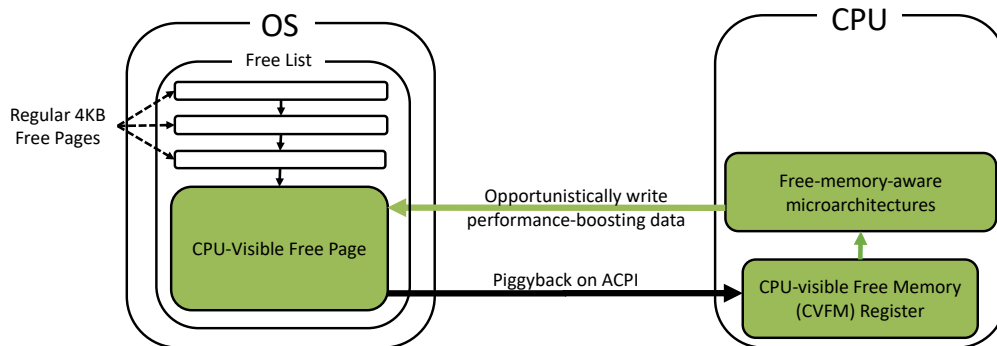 OS
Free List
Regular 4KB
Free Pages
CPU-Visible Free Page
Opportunistically write
performance-boosting data
Piggyback on ACPI
CPU
Free-memory-aware
microarchitectures
CPU-visible Free Memory
(CVFM) Register